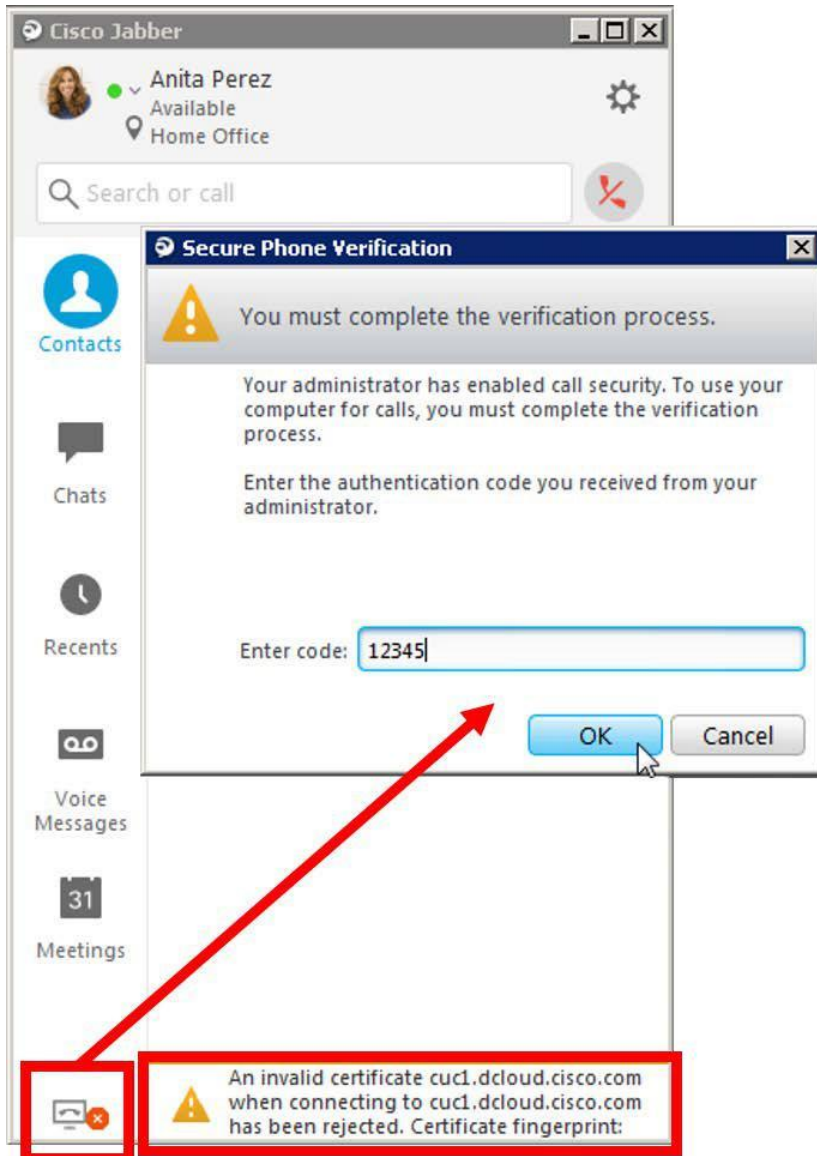 Cisco Jabber
Anita Perez
Available
Home Office
Search or call
Secure Phone Verification
You must complete the verification process.
Your administrator has enabled call security. To use your
computer for calls, you must complete the verification
process.
Enter the authentication code you received from your
administrator.
Enter code: 12345
OK Cancel
Contacts
Chats
Recents
Voice
Messages
31
Meetings
An invalid certificate cuc1.dcloud.cisco.com
when connecting to cuc1.dcloud.cisco.com
has been rejected. Certificate fingerprint: